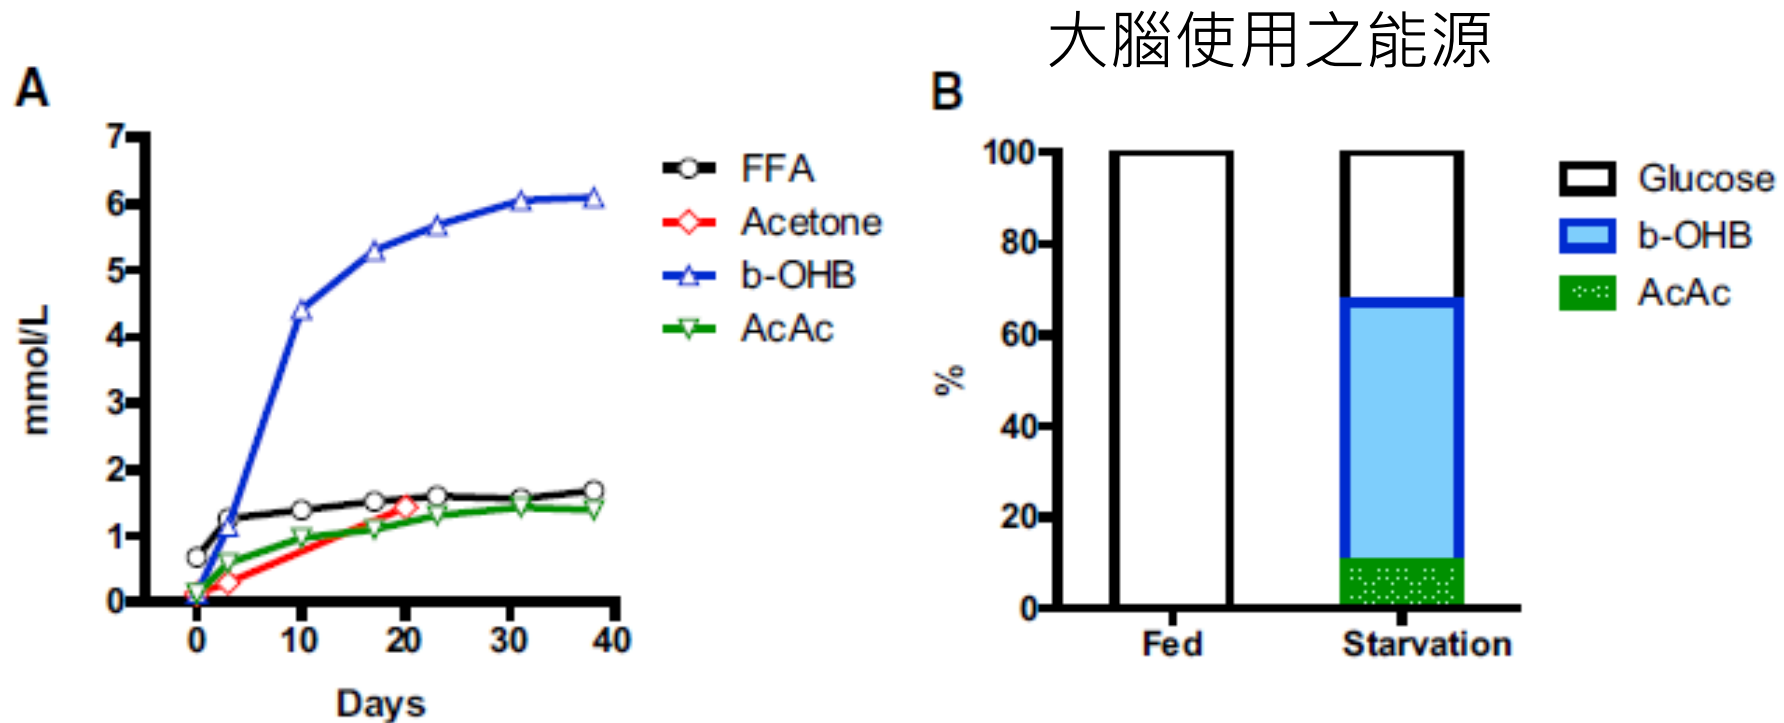 大腦使用之能源
A
7
6
5
4
3
2
1
0
mmol/L
0 10 20 30 40
Days
FFA
Acetone
b-OHB
AcAc
B
100
80
60
40
20
0
%
Fed Starvation
Glucose
b-OHB
AcAc